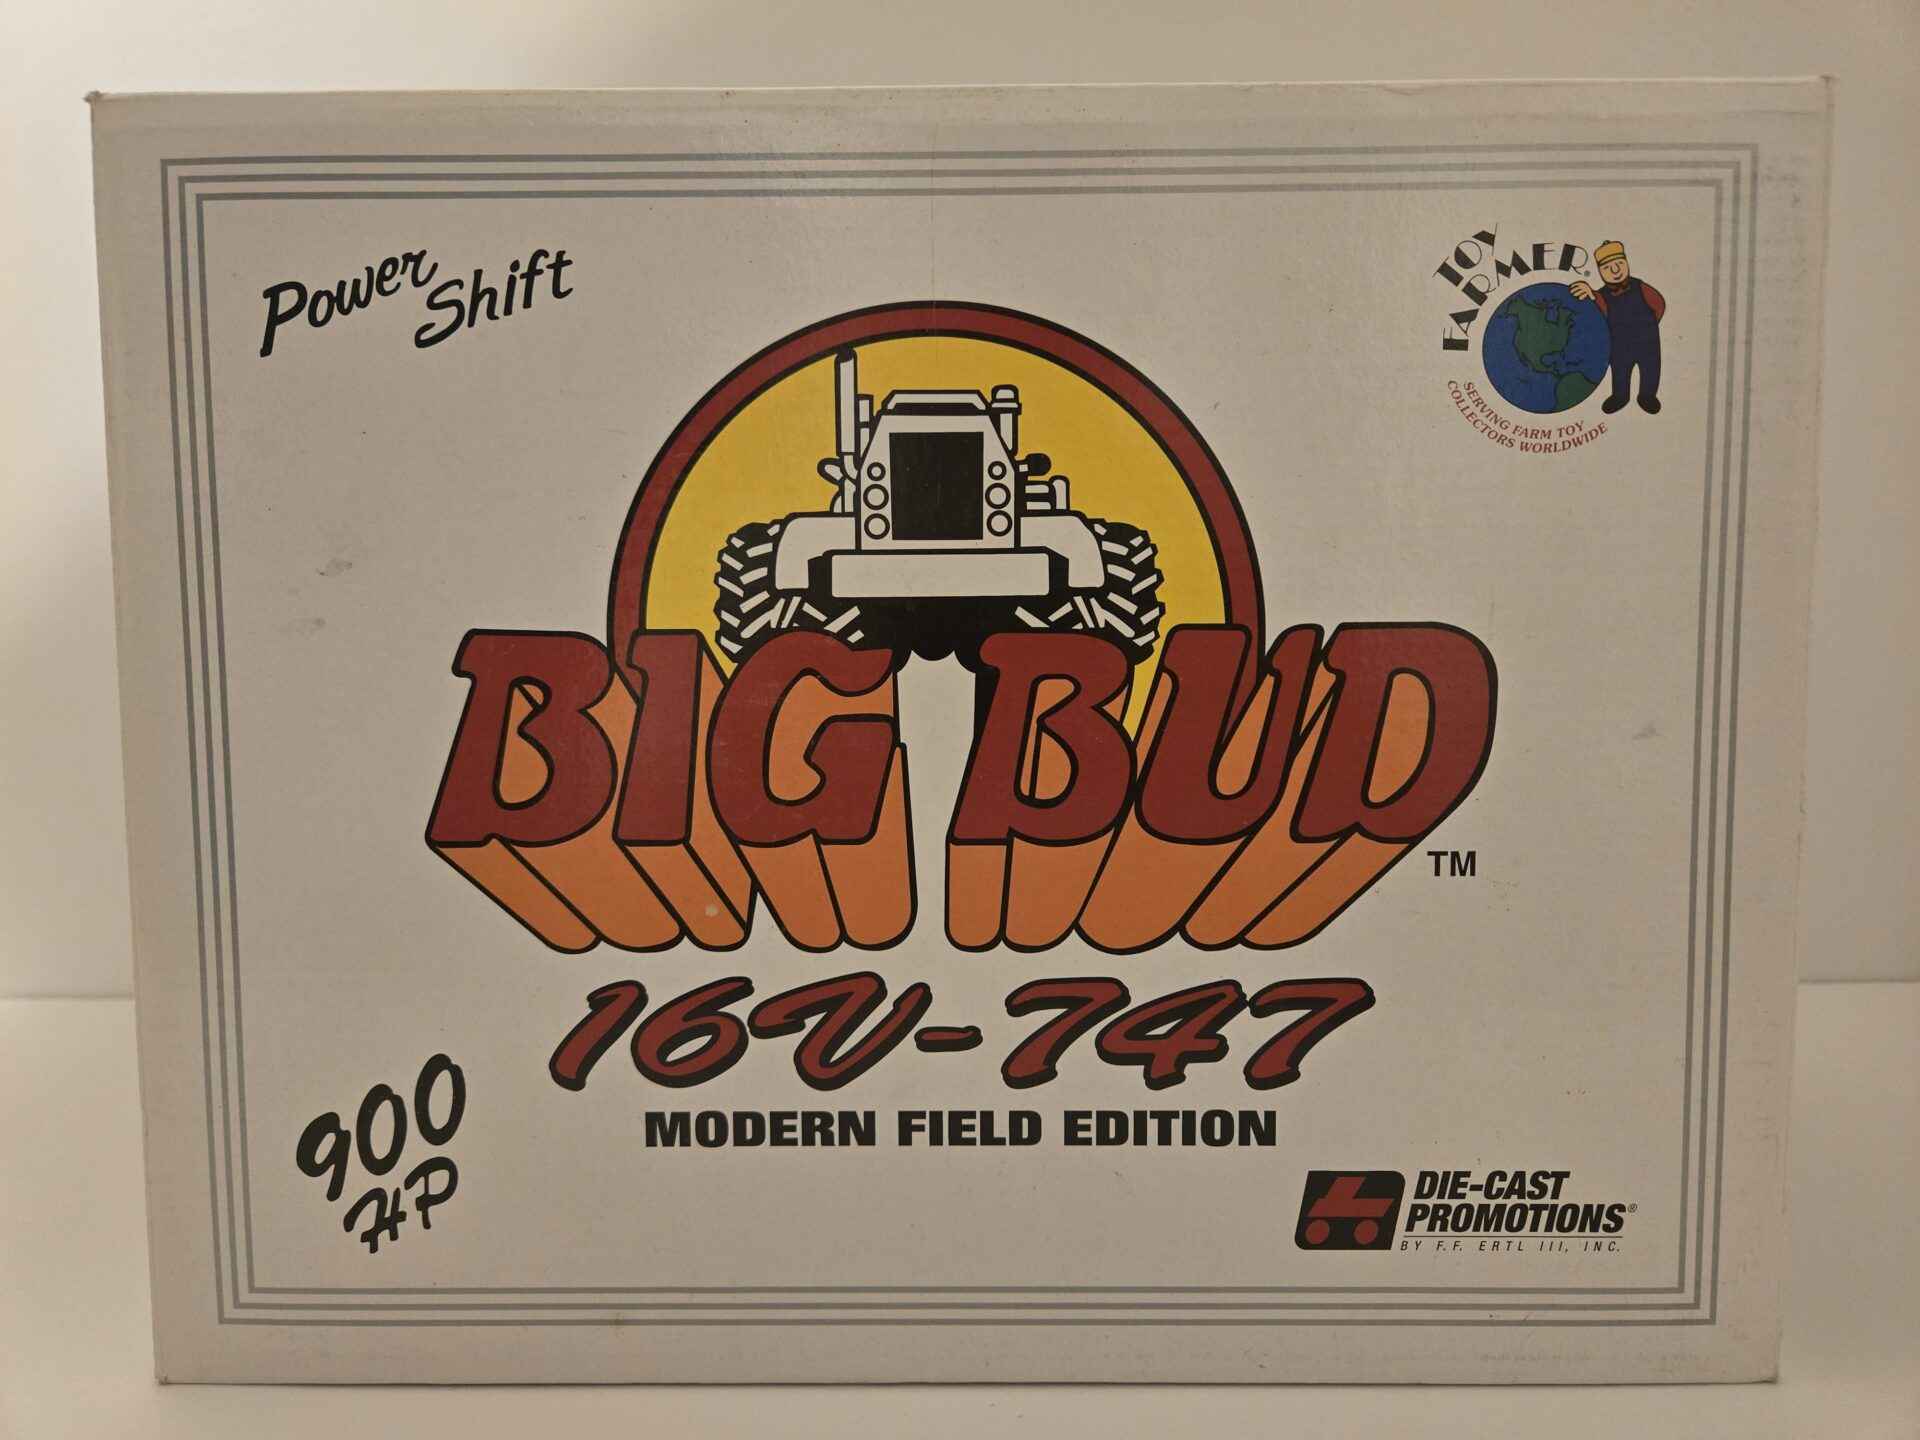 Power Shift
TOY FARMER®
SERVING FARM TOY
COLLECTORS WORLDWIDE
BIG BUD
TM
16V-747
MODERN FIELD EDITION
900
HP
DIE-CAST
PROMOTIONS®
BY F.F. ERTL III, INC.